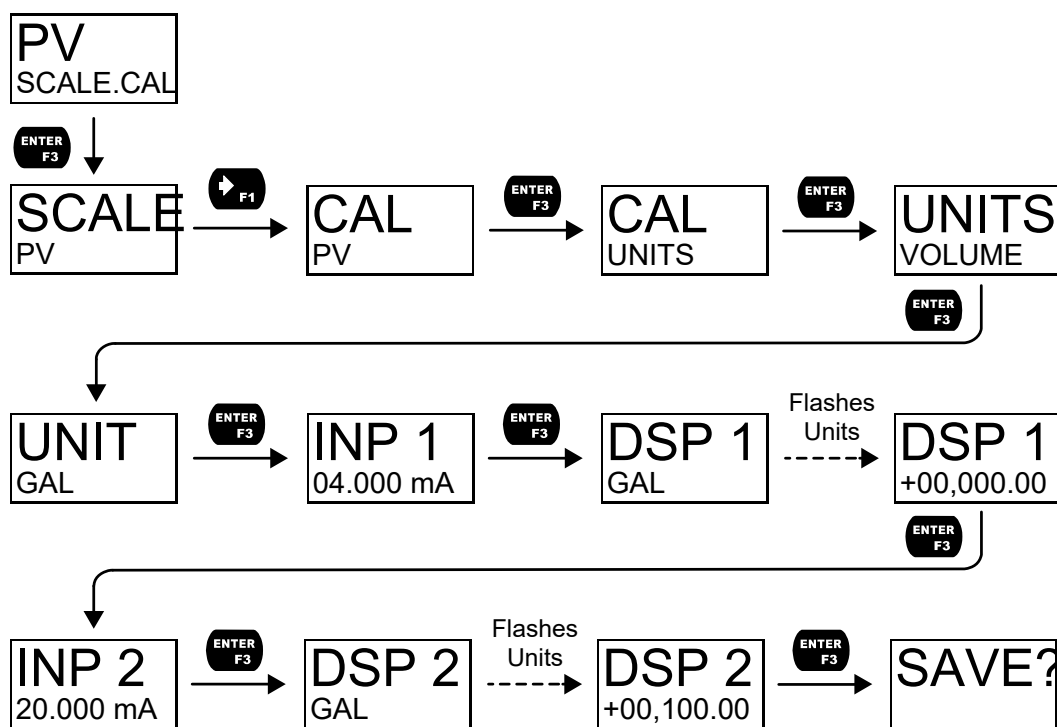 PV
SCALE.CAL
ENTER
F3
SCALE
PV
F1
CAL
PV
ENTER
F3
CAL
UNITS
ENTER
F3
UNITS
VOLUME
ENTER
F3
UNIT
GAL
ENTER
F3
INP 1
04.000 mA
ENTER
F3
DSP 1
GAL
Flashes
Units
DSP 1
+00,000.00
ENTER
F3
INP 2
20.000 mA
ENTER
F3
DSP 2
GAL
Flashes
Units
DSP 2
+00,100.00
ENTER
F3
SAVE?